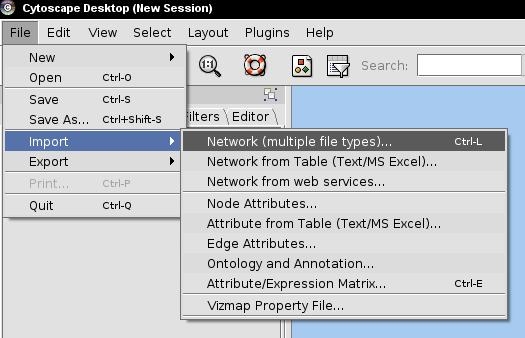 Cytoscape Desktop (New Session)
File Edit View Select Layout Plugins Help
New
Open Ctrl-O
Search:
Save Ctrl-S
Save As... Ctrl+Shift-S
ilters Editor
Import
Export
Print... Ctrl-P
Quit Ctrl-Q
Network (multiple file types)... Ctrl-L
Network from Table (Text/MS Excel)...
Network from web services...
Node Attributes...
Attribute from Table (Text/MS Excel)...
Edge Attributes...
Ontology and Annotation...
Attribute/Expression Matrix... Ctrl-E
Vizmap Property File...